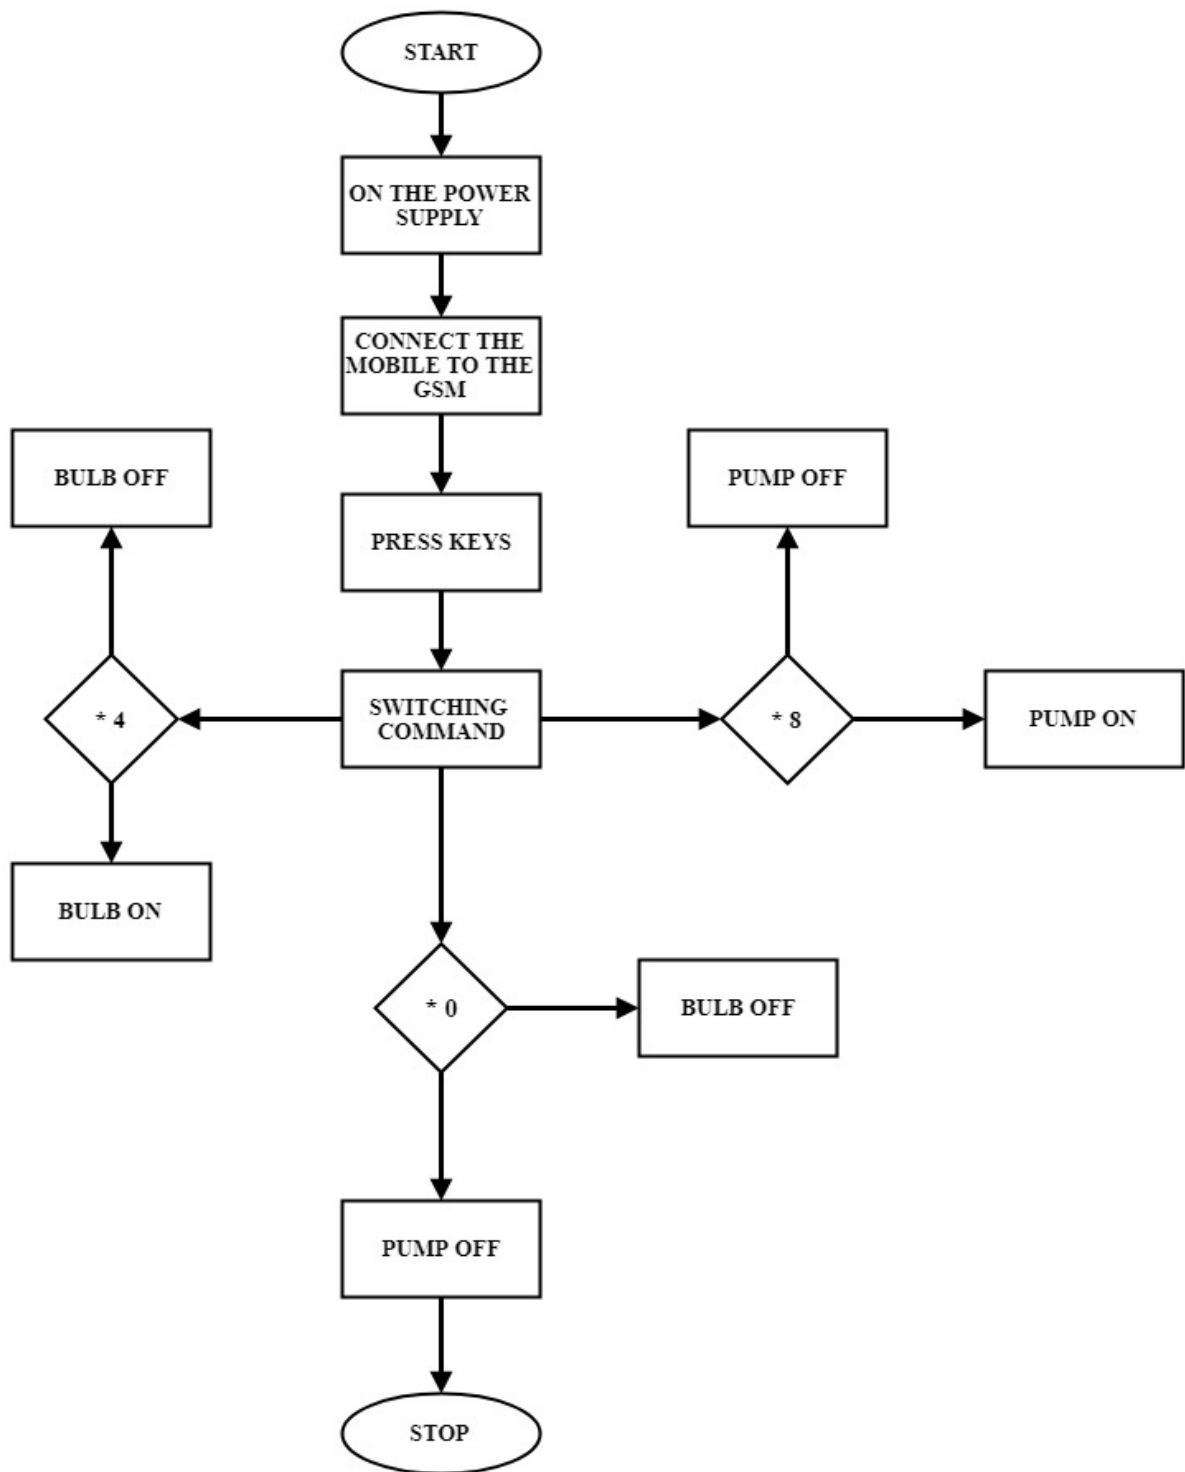 START
ON THE POWER
SUPPLY
CONNECT THE
MOBILE TO THE
GSM
BULB OFF
PUMP OFF
PRESS KEYS
* 4
SWITCHING
COMMAND
* 8
PUMP ON
BULB ON
* 0
BULB OFF
PUMP OFF
STOP